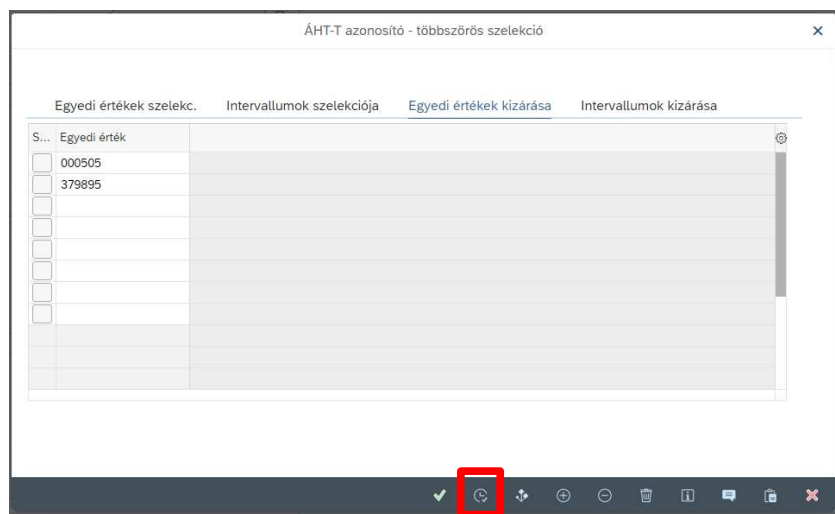 ÁHT-T azonosító - többszörös szelekció
Egyedi értékek szelekc. Intervallumok szelekciója Egyedi értékek kizárása Intervallumok kizárása
S... Egyedi érték
000505
379895